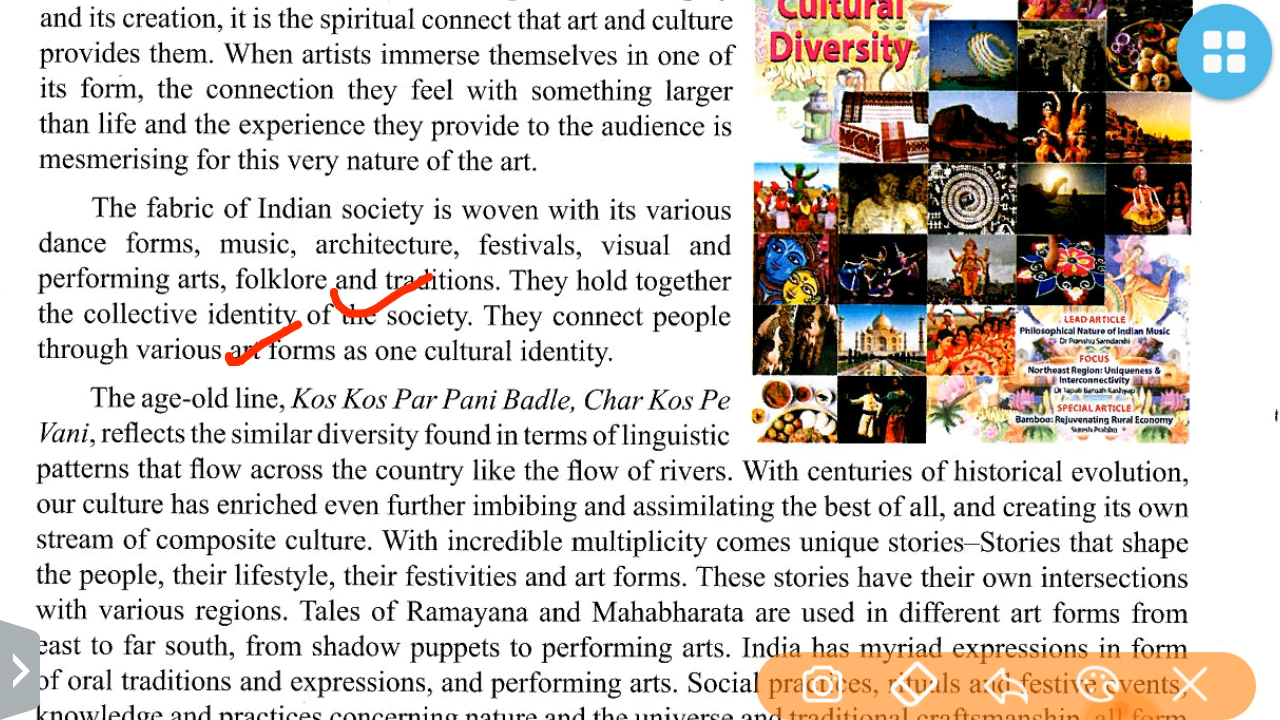 and its creation, it is the spiritual connect that art and culture
provides them. When artists immerse themselves in one of
its form, the connection they feel with something larger
than life and the experience they provide to the audience is
mesmerising for this very nature of the art.
The fabric of Indian society is woven with its various
dance forms, music, architecture, festivals, visual and
performing arts, folklore and traditions. They hold together
the collective identity of the society. They connect people
through various art forms as one cultural identity.
The age-old line, Kos Kos Par Pani Badle, Char Kos Pe
Vani, reflects the similar diversity found in terms of linguistic
patterns that flow across the country like the flow of rivers. With centuries of historical evolution,
our culture has enriched even further imbibing and assimilating the best of all, and creating its own
stream of composite culture. With incredible multiplicity comes unique stories–Stories that shape
the people, their lifestyle, their festivities and art forms. These stories have their own intersections
with various regions. Tales of Ramayana and Mahabharata are used in different art forms from
east to far south, from shadow puppets to performing arts. India has myriad expressions in form
of oral traditions and expressions, and performing arts. Social practices, rituals and festive events,
knowledge and practices concerning nature and the universe and traditional craftsmanship, all form
Cultural
Diversity
LEAD ARTICLE
Philosophical Nature of Indian Music
FOCUS
Northeast Region: Uniqueness &
Interconnectivity
SPECIAL ARTICLE
Bamboo: Rejuvenating Rural Economy
Suresh Prabhu